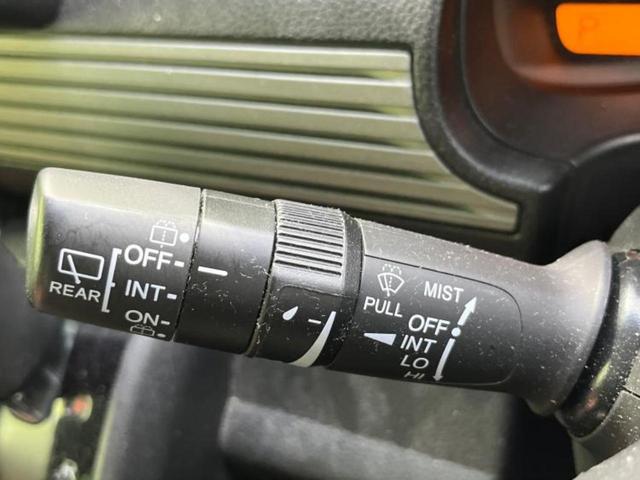 OFF
REAR
INT
ON
PULL
MIST
OFF
INT
LO
HI
P